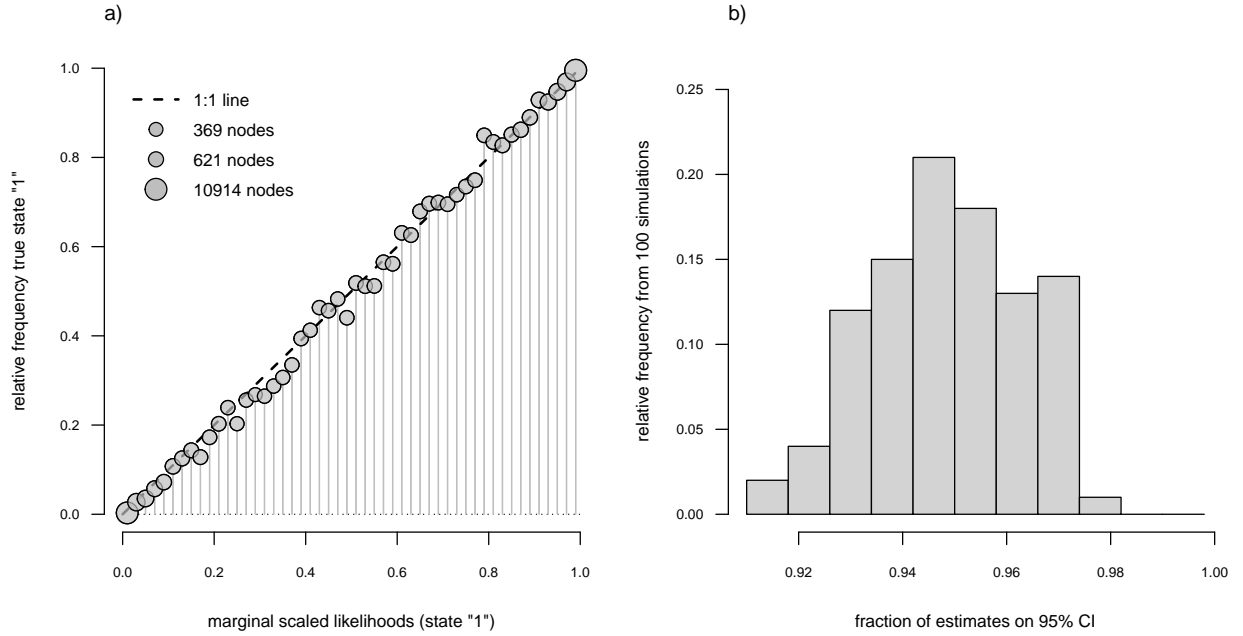 a)
relative frequency true state "1"
1.0
0.8
0.6
0.4
0.2
0.0
1:1 line
369 nodes
621 nodes
10914 nodes
0.0 0.2 0.4 0.6 0.8 1.0
marginal scaled likelihoods (state "1")
b)
relative frequency from 100 simulations
0.25
0.20
0.15
0.10
0.05
0.00
0.92 0.94 0.96 0.98 1.00
fraction of estimates on 95% CI